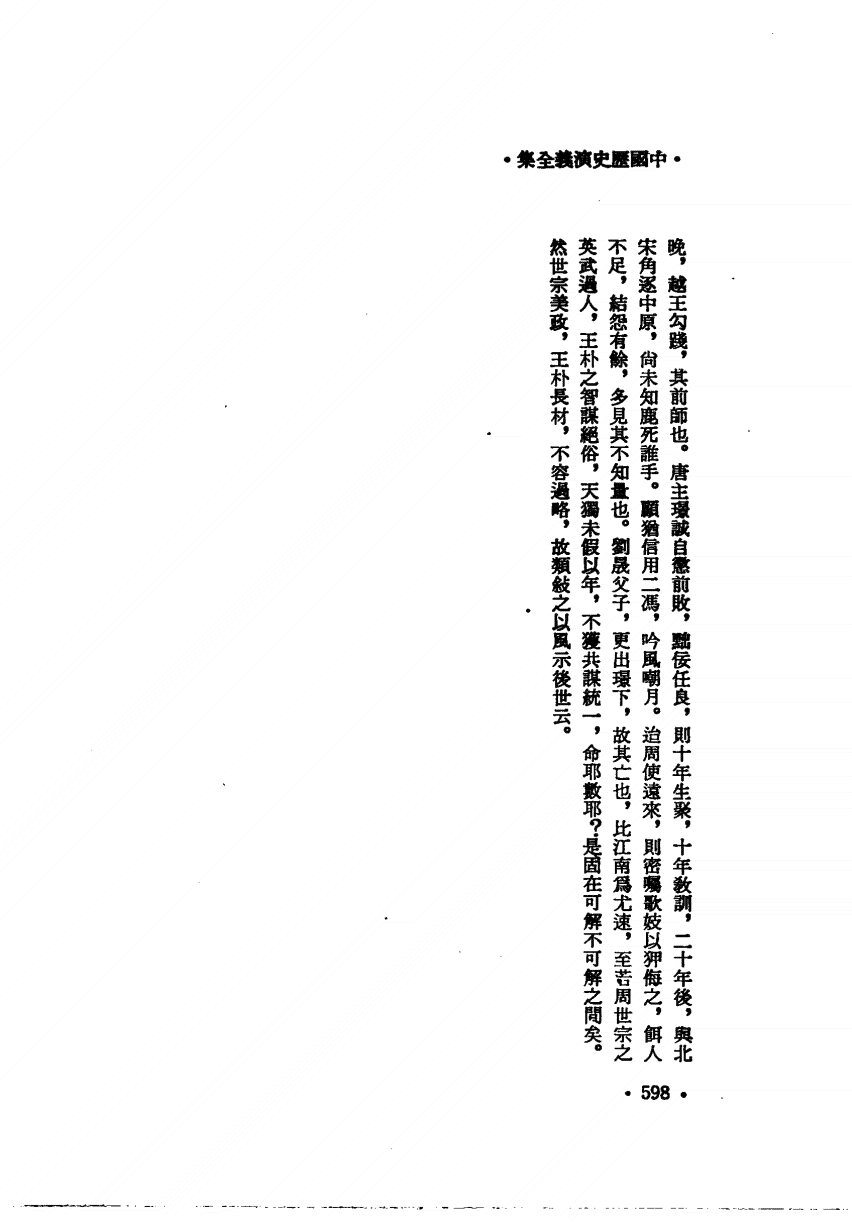 •中國歷史演義全集•
晚，越王勾踐，其前師也。唐主璟誠自懲前敗，黜佞任良，則十年生聚，十年教訓，二十年後，與北
宋角逐中原，尙未知鹿死誰手。顧猶信用二馮，吟風嘲月。迨周使遠來，則密囑歌妓以狎侮之，餌人
不足，結怨有餘，多見其不知量也。劉晟父子，更出璟下，故其亡也，比江南爲尤速，至若周世宗之
英武過人，王朴之智謀絕俗，天獨未假以年，不獲共謀統一，命耶數耶？是固在可解不可解之間矣。
然世宗美政，王朴長材，不容過略，故類敍之以風示後世云。
• 598 •